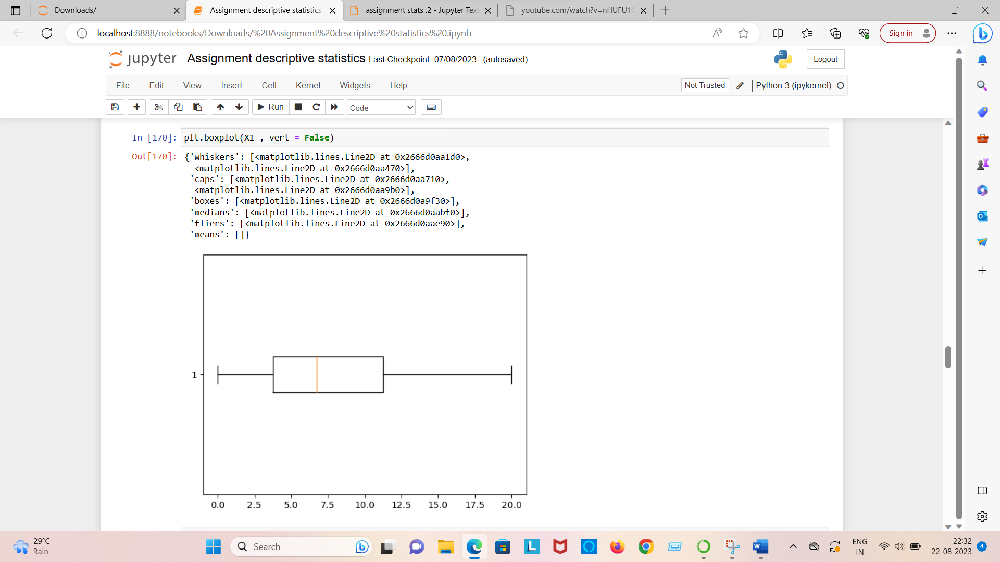 Downloads/
Assignment descriptive statistics
assignment stats .2 - Jupyter Text
youtube.com/watch?v=nHUFU1C
localhost:8888/notebooks/Downloads/%20Assignment%20descriptive%20statistics%20.ipynb
Sign in
jupyter Assignment descriptive statistics Last Checkpoint: 07/08/2023 (autosaved)
Logout
File Edit View Insert Cell Kernel Widgets Help
Not Trusted Python 3 (ipykernel)
Run Code
In [170]: plt.boxplot(X1 , vert = False)
Out[170]: {'whiskers': [<matplotlib.lines.Line2D at 0x2666d0aa1d0>,
<matplotlib.lines.Line2D at 0x2666d0aa470>],
'caps': [<matplotlib.lines.Line2D at 0x2666d0aa710>,
<matplotlib.lines.Line2D at 0x2666d0aa9b0>],
'boxes': [<matplotlib.lines.Line2D at 0x2666d0a9f30>],
'medians': [<matplotlib.lines.Line2D at 0x2666d0aabf0>],
'fliers': [<matplotlib.lines.Line2D at 0x2666d0aae90>],
'means': []}
1
0.0 2.5 5.0 7.5 10.0 12.5 15.0 17.5 20.0
29°C
Rain
Search
L
W
ENG
IN
22:32
22-08-2023
4